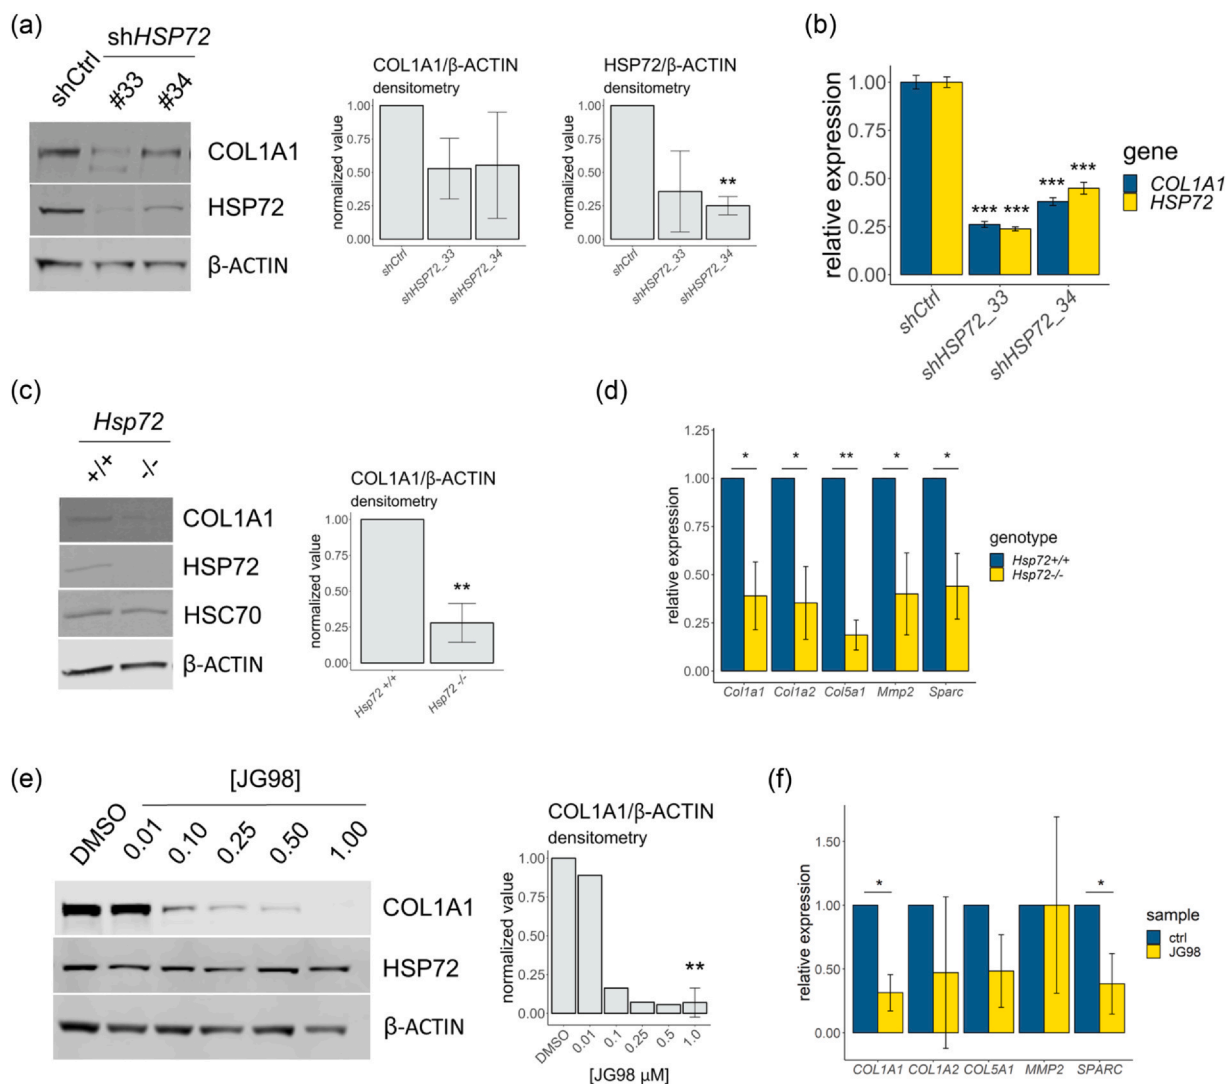 (a)
shHSP72
shCtrl
#33
#34
COL1A1
HSP72
β-ACTIN
COL1A1/β-ACTIN
densitometry
normalized value
1.00
0.75
0.50
0.25
0.00
shCtrl
shHSP72_33
shHSP72_34
HSP72/β-ACTIN
densitometry
normalized value
1.00
0.75
0.50
0.25
0.00
**
shCtrl
shHSP72_33
shHSP72_34
(b)
relative expression
1.00
0.75
0.50
0.25
0.00
*** ***
*** ***
shCtrl
shHSP72_33
shHSP72_34
gene
COL1A1
HSP72
(c)
Hsp72
+/+
-/-
COL1A1
HSP72
HSC70
β-ACTIN
COL1A1/β-ACTIN
densitometry
normalized value
1.00
0.75
0.50
0.25
0.00
**
Hsp72 +/+
Hsp72 -/-
(d)
relative expression
1.25
1.00
0.75
0.50
0.25
0.00
* * ** * *
Col1a1 Col1a2 Col5a1 Mmp2 Sparc
genotype
Hsp72+/+
Hsp72-/-
(e)
[JG98]
DMSO
0.01
0.10
0.25
0.50
1.00
COL1A1
HSP72
β-ACTIN
COL1A1/β-ACTIN
densitometry
normalized value
1.00
0.75
0.50
0.25
0.00
**
DMSO
0.01
0.1
0.25
0.5
1.0
[JG98 μM]
(f)
relative expression
1.50
1.00
0.50
0.00
* *
COL1A1 COL1A2 COL5A1 MMP2 SPARC
sample
ctrl
JG98